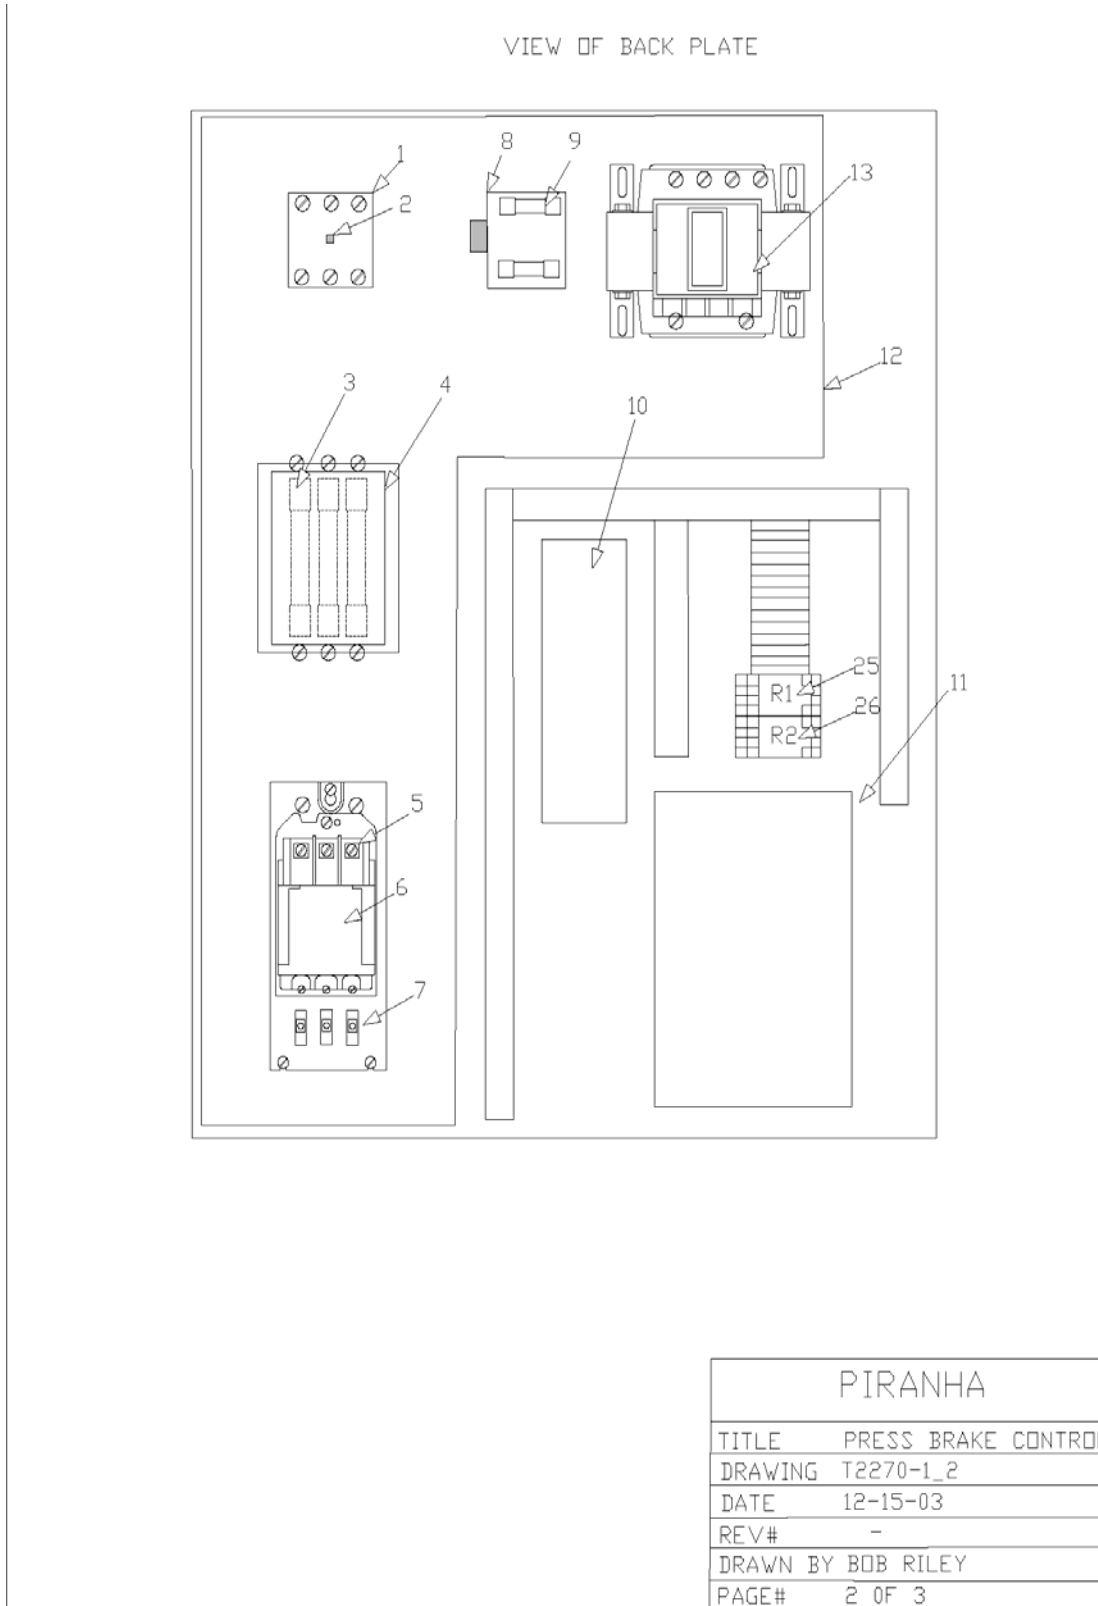 VIEW OF BACK PLATE
1
2
8
9
13
12
3
4
10
R1
25
R2
26
11
5
6
7
PIRANHA
TITLE PRESS BRAKE CONTRO
DRAWING T2270-1_2
DATE 12-15-03
REV# -
DRAWN BY BOB RILEY
PAGE# 2 OF 3